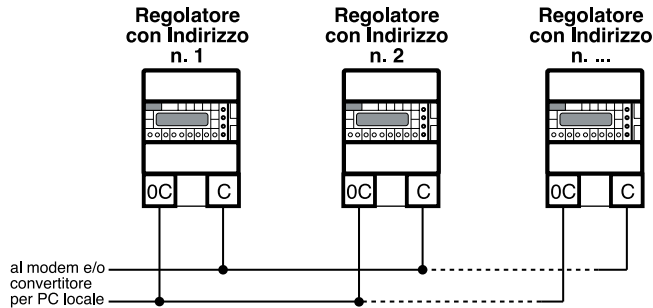 Regolatore
con Indirizzo
n. 1
Regolatore
con Indirizzo
n. 2
Regolatore
con Indirizzo
n. ...
0C
C
0C
C
0C
C
al modem e/o
convertitore
per PC locale